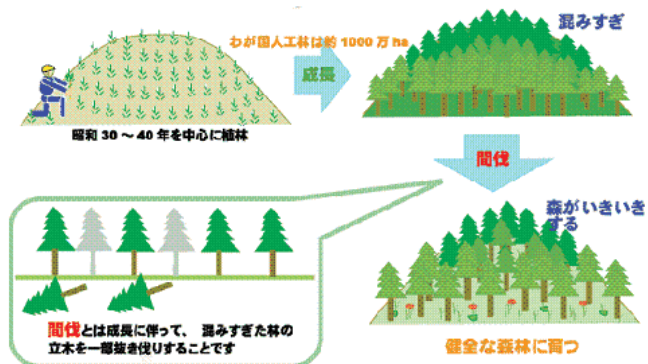 わが国人工林は約 1000 万 ha
混みすぎ
成長
昭和 30 ～ 40 年を中心に植林
間伐
森がいきいき
する
間伐とは成長に伴って、 混みすぎた林の
立木を一部抜き伐りすることです
健全な森林に育つ